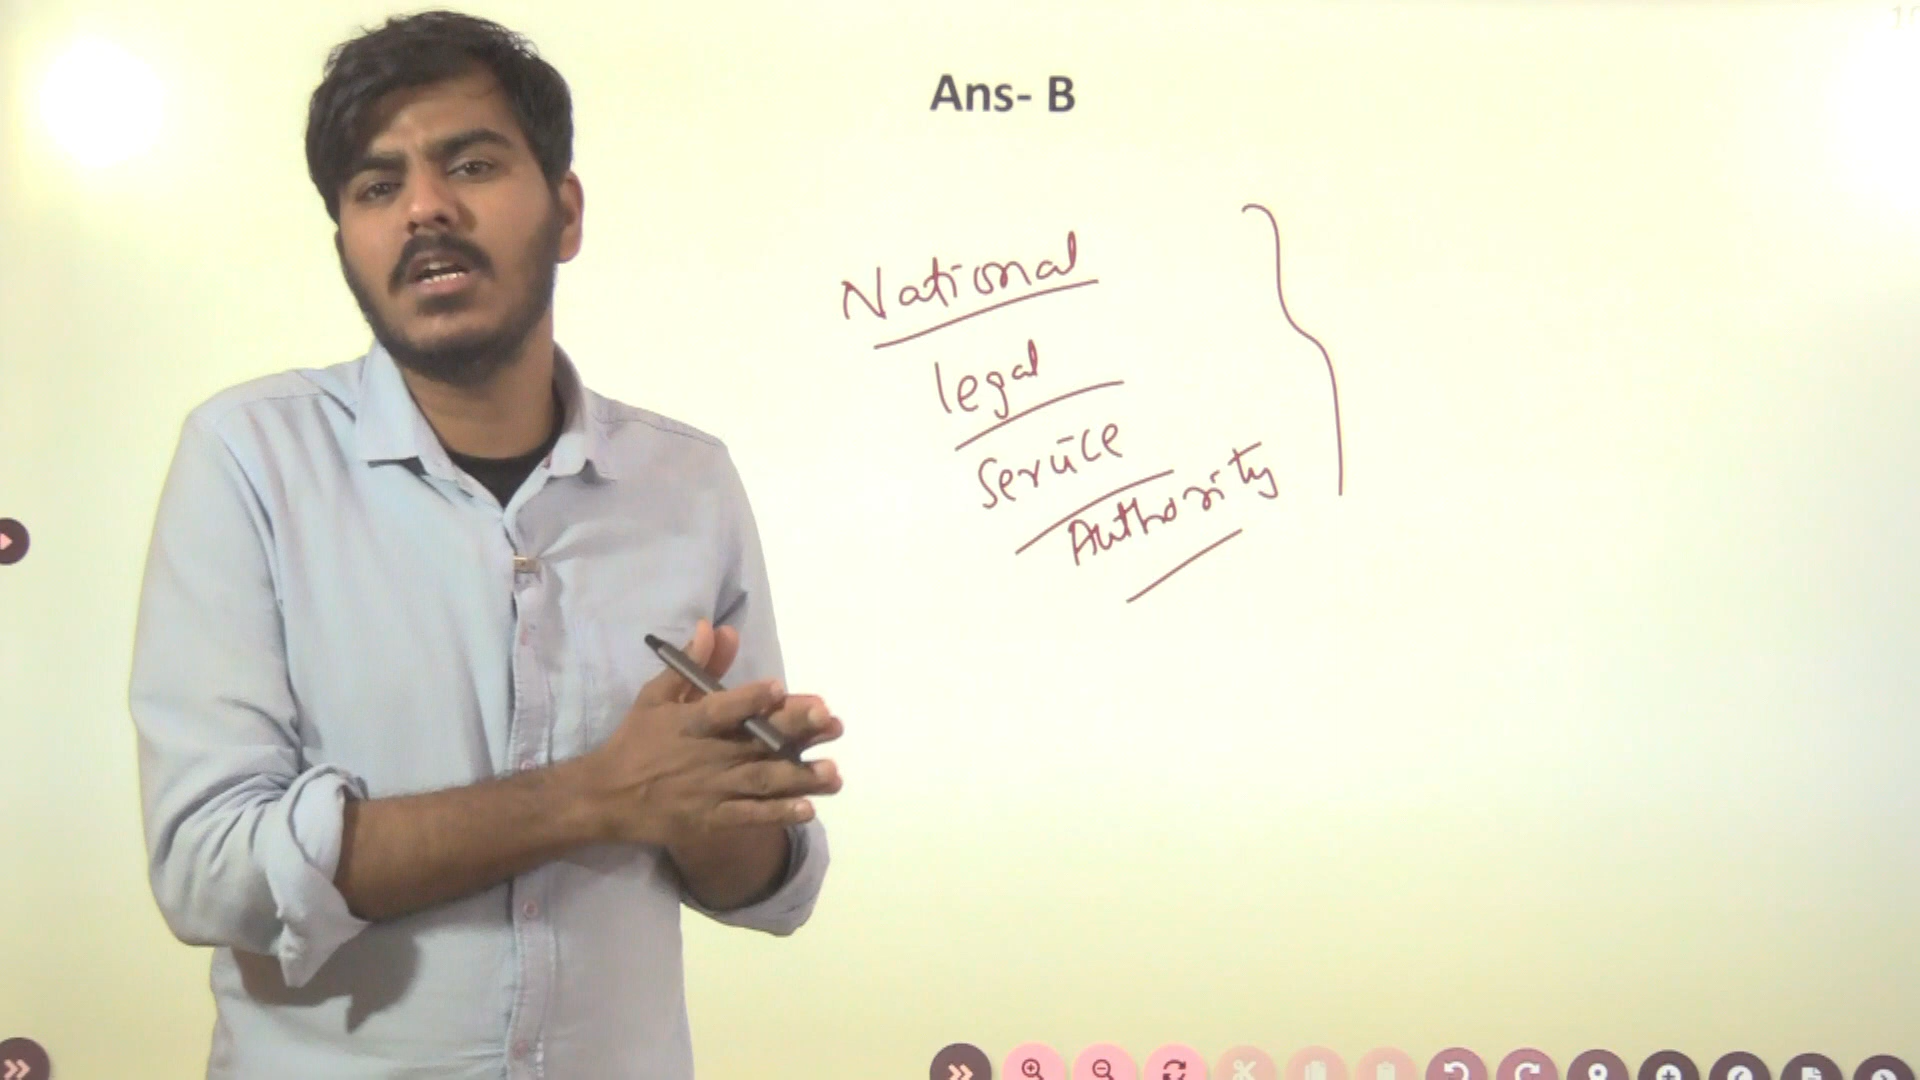 Ans- B
National
legal
Service
Authority